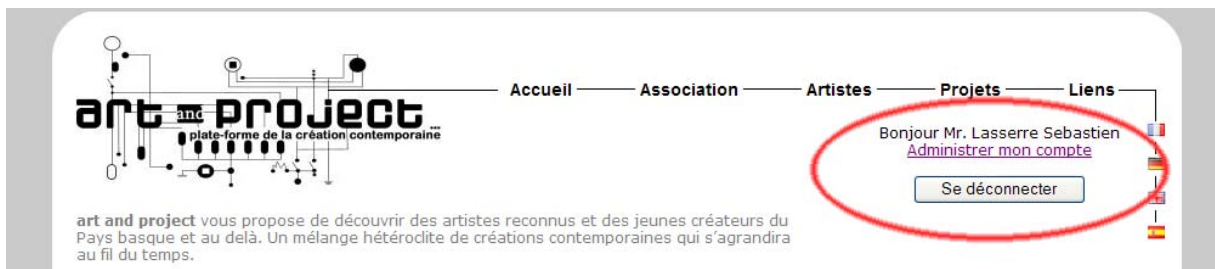 Accueil Association Artistes Projets Liens
art and project...
plate-forme de la création contemporaine
Bonjour Mr. Lasserre Sebastien
Administrer mon compte
Se déconnecter
art and project vous propose de découvrir des artistes reconnus et des jeunes créateurs du
Pays basque et au delà. Un mélange hétéroclite de créations contemporaines qui s'agrandira
au fil du temps.